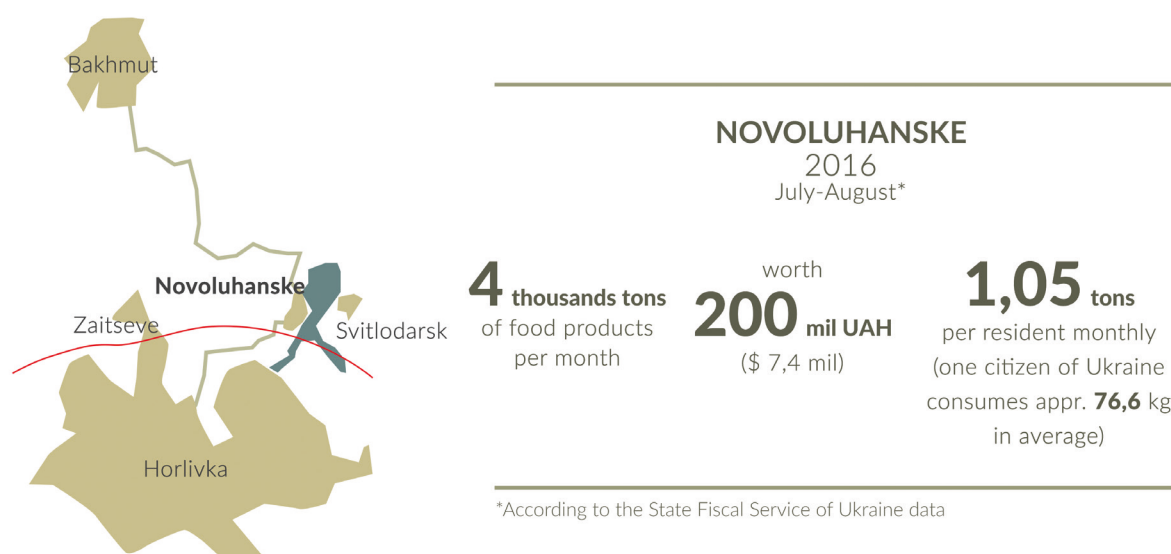 Bakhmut
Novoluhanske
Zaitseve
Svitlodarsk
Horlivka
NOVOLUHANSKE
2016
July-August*
4 thousands tons
of food products
per month
worth
200 mil UAH
($ 7,4 mil)
1,05 tons
per resident monthly
(one citizen of Ukraine
consumes appr. 76,6 kg
in average)
*According to the State Fiscal Service of Ukraine data